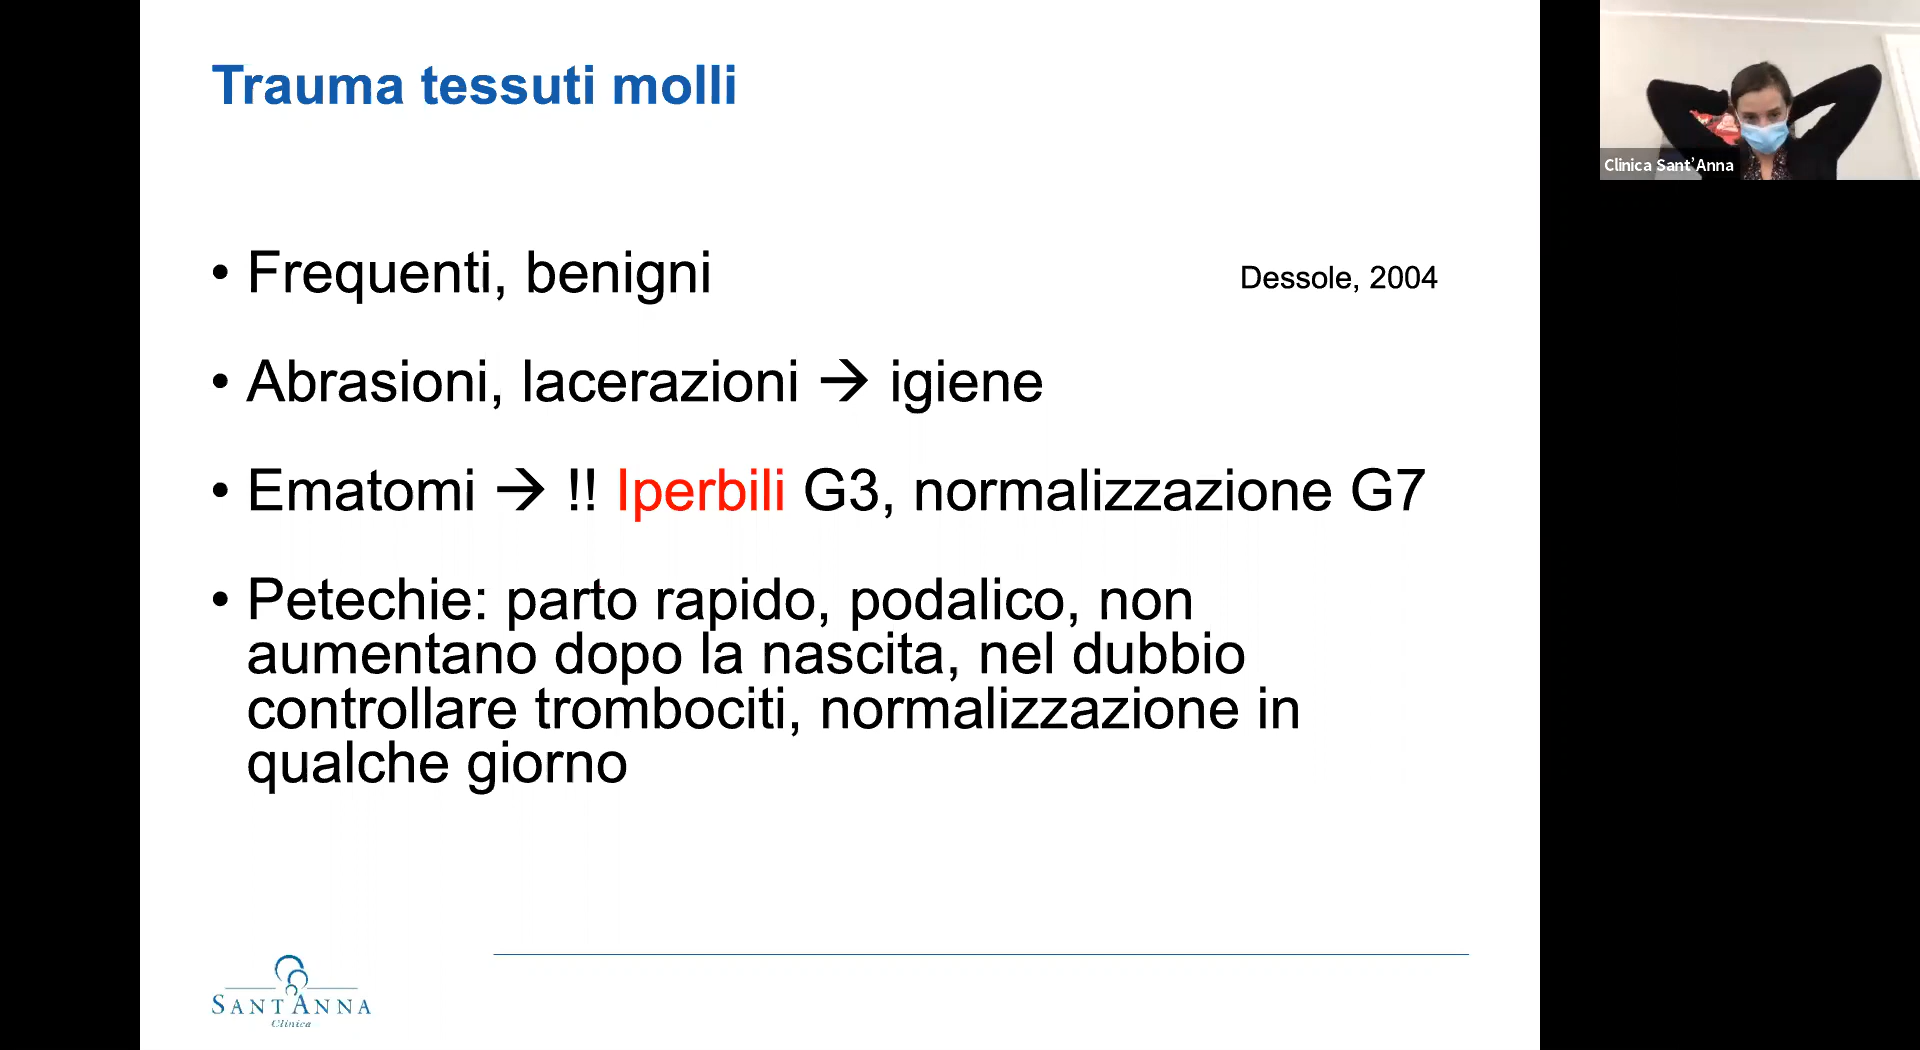 Trauma tessuti molli
• Frequenti, benigni
Dessole, 2004
• Abrasioni, lacerazioni → igiene
• Ematomi → !! Iperbili G3, normalizzazione G7
• Petechie: parto rapido, podalico, non
aumentano dopo la nascita, nel dubbio
controllare trombociti, normalizzazione in
qualche giorno
SANT'ANNA
Clinica
Clinica Sant'Anna